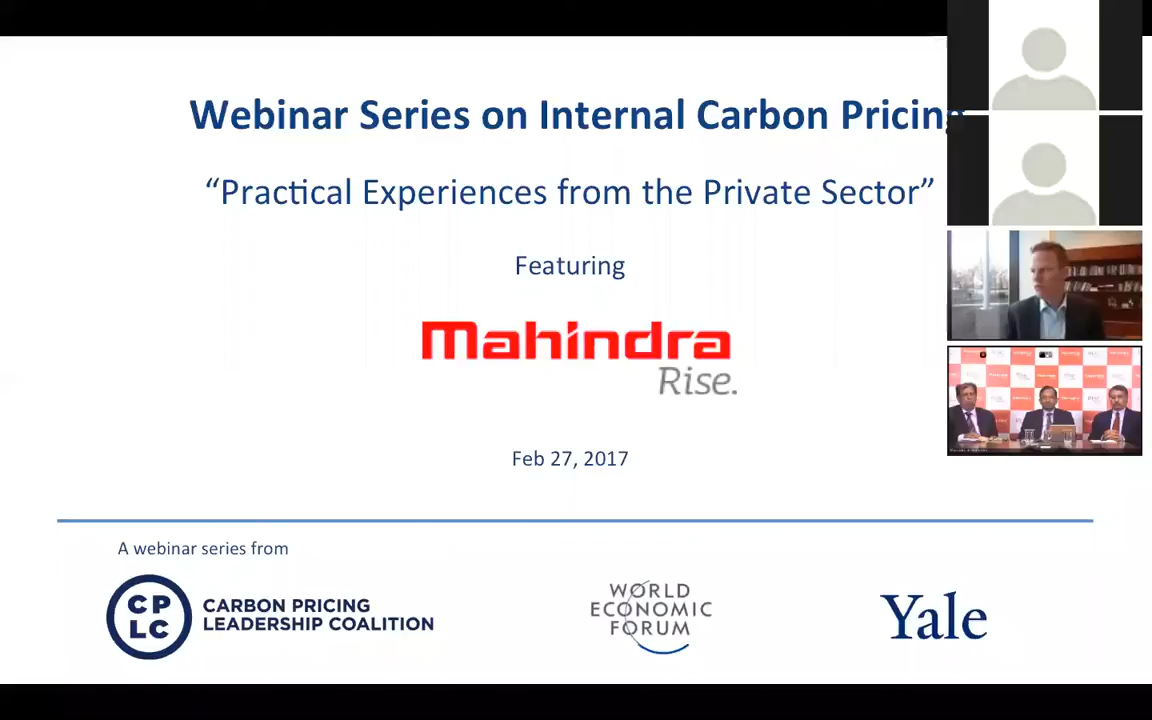 Webinar Series on Internal Carbon Pricing
“Practical Experiences from the Private Sector”
Featuring
Mahindra
Rise.
Feb 27, 2017
A webinar series from
CP
LC
CARBON PRICING
LEADERSHIP COALITION
WORLD
ECONOMIC
FORUM
Yale